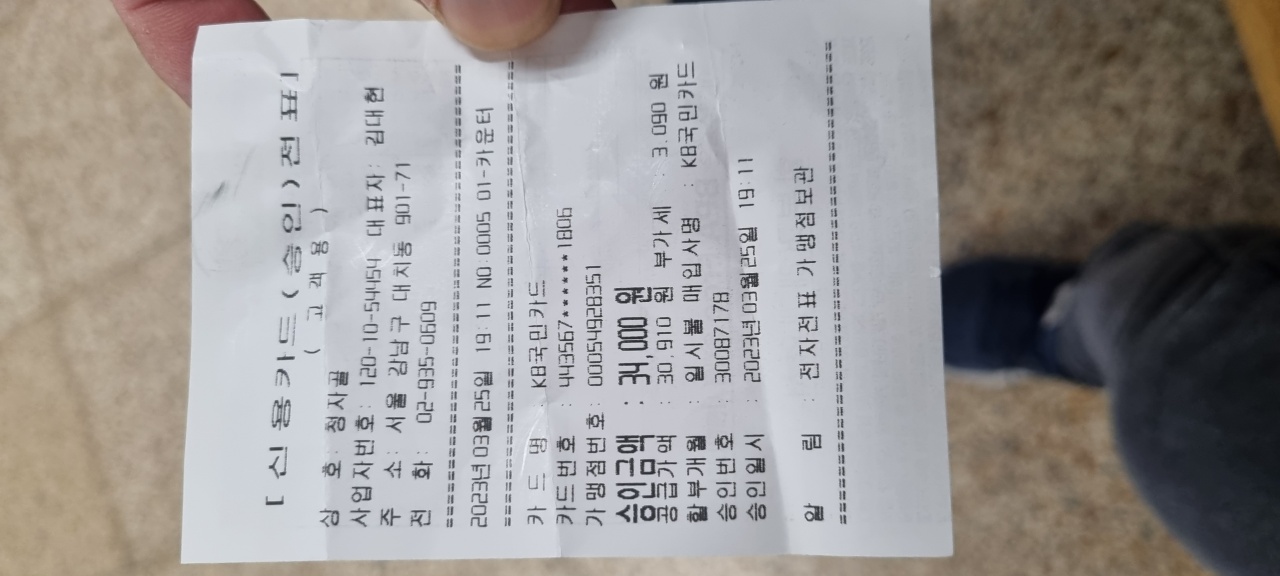 [ 신 용 카 드 ( 승 인 ) 전 표 ]
( 고 객 용 )
상 호 : 청사골
사업자번호 : 120-10-54454 대표자 : 김대현
주 소 : 서울 강남구 대치동 901-71
전 화 : 02-935-0609
==================================================
2023년03월25일 19:11 NO:0005 01-카운터
==================================================
카 드 명 : KB국민카드
카드번호 : 443567******1806
가맹점번호 : 00054928351
승인금액 : 34,000 원
공급가액 : 30,910 원 부가세 : 3,090 원
할부개월 : 일시불 매입사명 : KB국민카드
승인번호 : 30087178
승인일시 : 2023년03월25일 19:11
알 림 : 전자전표 가맹점보관
==================================================